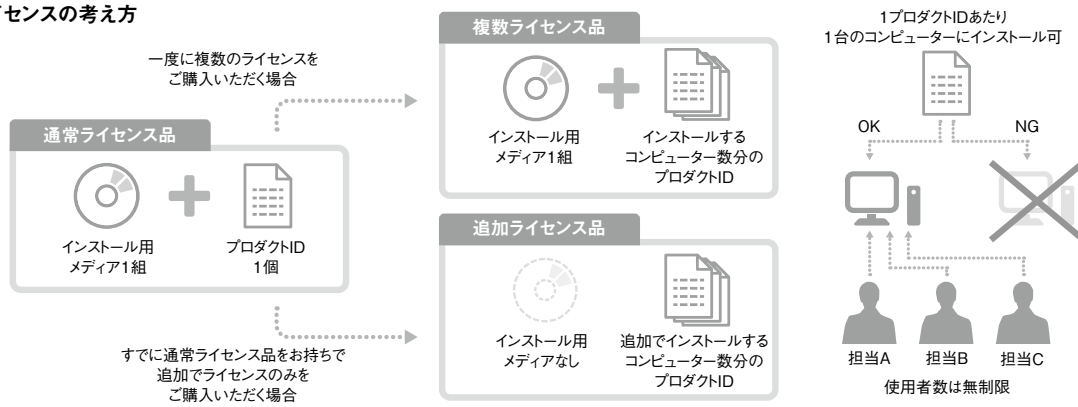 イセンスの考え方
一度に複数のライセンスを
ご購入いただく場合
通常ライセンス品
インストール用
メディア1組
プロダクトID
1個
すでに通常ライセンス品をお持ちで
追加でライセンスのみを
ご購入いただく場合
複数ライセンス品
インストール用
メディア1組
インストールする
コンピューター数分の
プロダクトID
追加ライセンス品
インストール用
メディアなし
追加でインストールする
コンピューター数分の
プロダクトID
1プロダクトIDあたり
1台のコンピューターにインストール可
OK
NG
担当A
担当B
担当C
使用者数は無制限